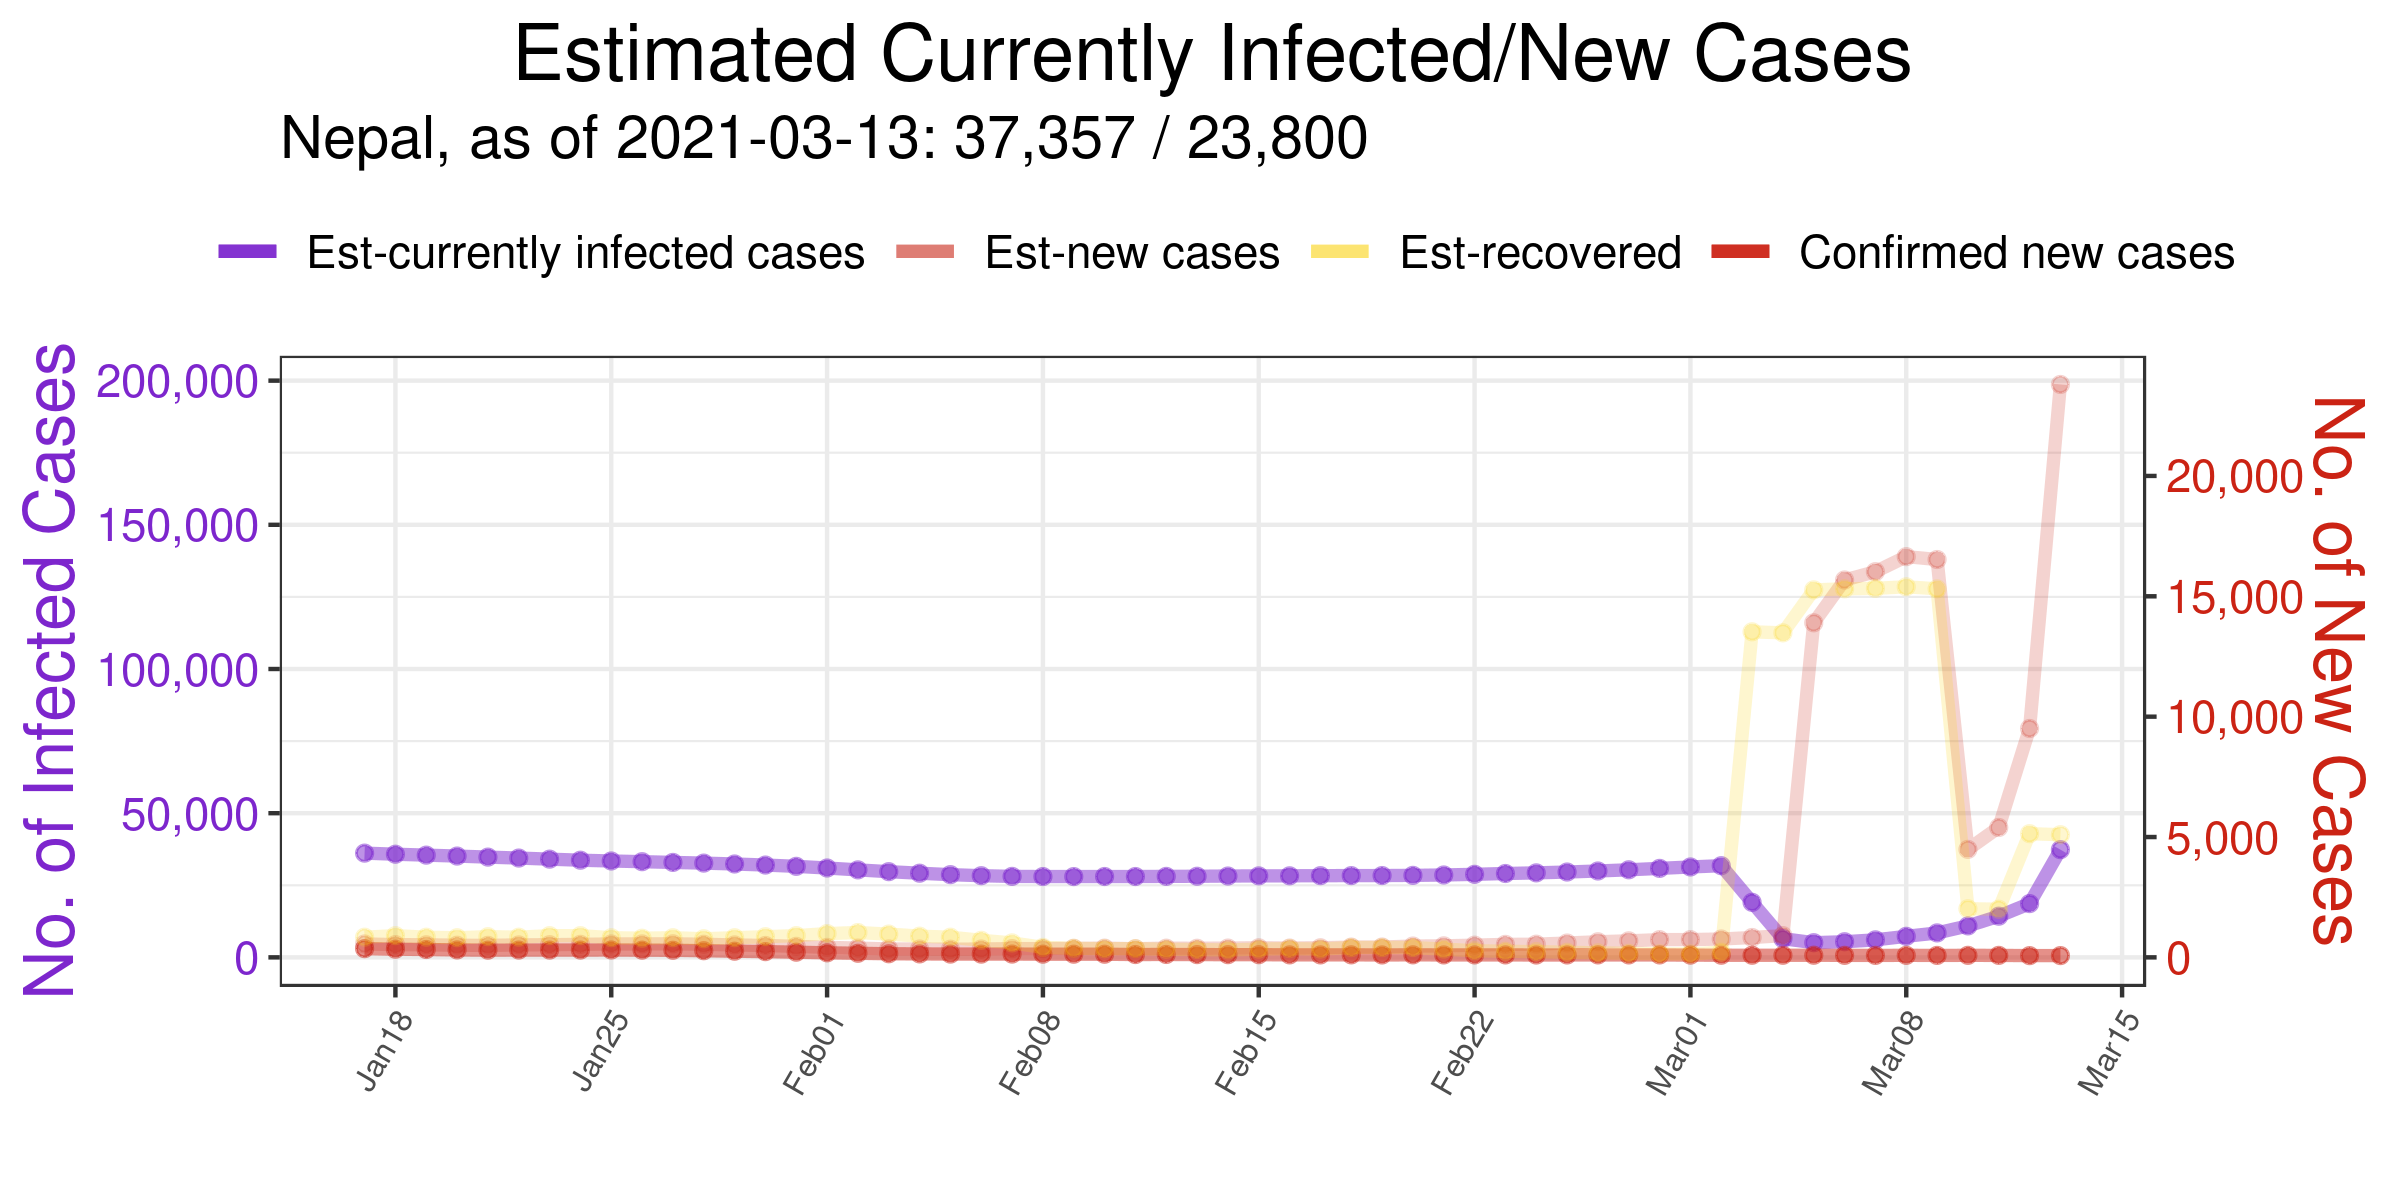 Estimated Currently Infected/New Cases
Nepal, as of 2021-03-13: 37,357 / 23,800
Est-currently infected cases Est-new cases Est-recovered Confirmed new cases
No. of Infected Cases
200,000
150,000
100,000
50,000
0
20,000
15,000
10,000
5,000
0
No. of New Cases
Jan18 Jan25 Feb01 Feb08 Feb15 Feb22 Mar01 Mar08 Mar15